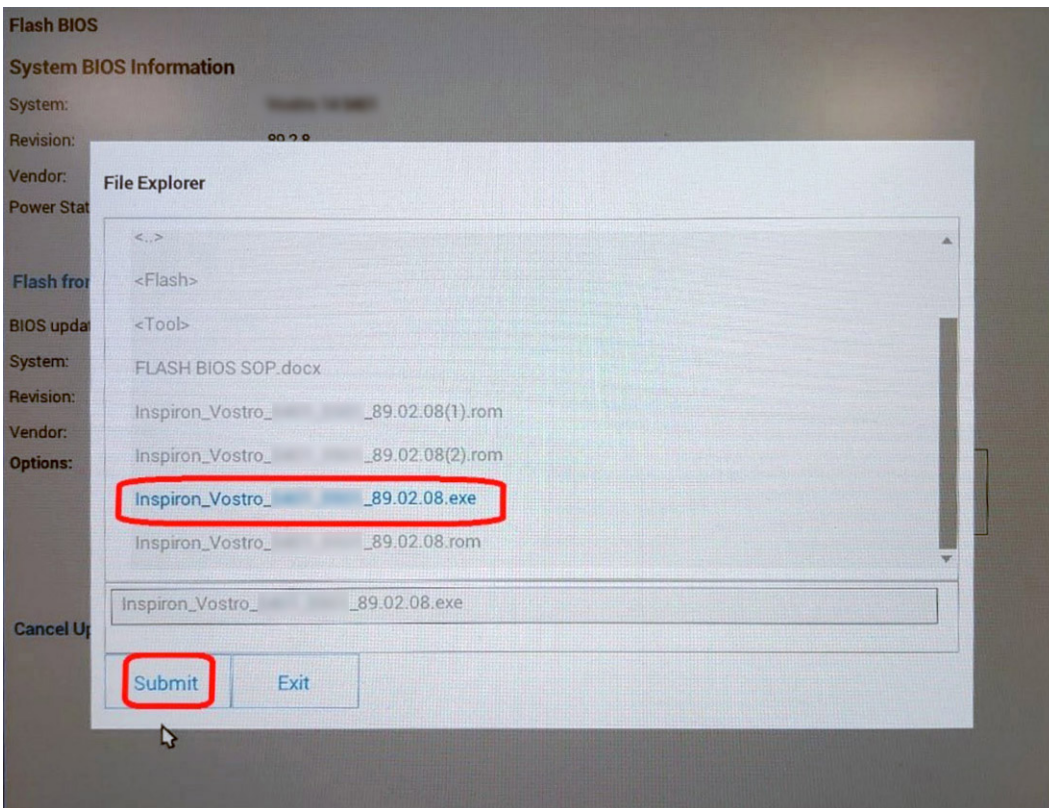 Flash BIOS
System BIOS Information
System:
Revision:
Vendor:
Power Stat
Flash from
BIOS updat
System:
Revision:
Vendor:
Options:
Cancel Up
File Explorer
<..>
<Flash>
<Tool>
FLASH BIOS SOP.docx
Inspiron_Vostro_ _89.02.08(1).rom
Inspiron_Vostro_ _89.02.08(2).rom
Inspiron_Vostro_ _89.02.08.exe
Inspiron_Vostro_ _89.02.08.rom
Inspiron_Vostro_ _89.02.08.exe
Submit Exit